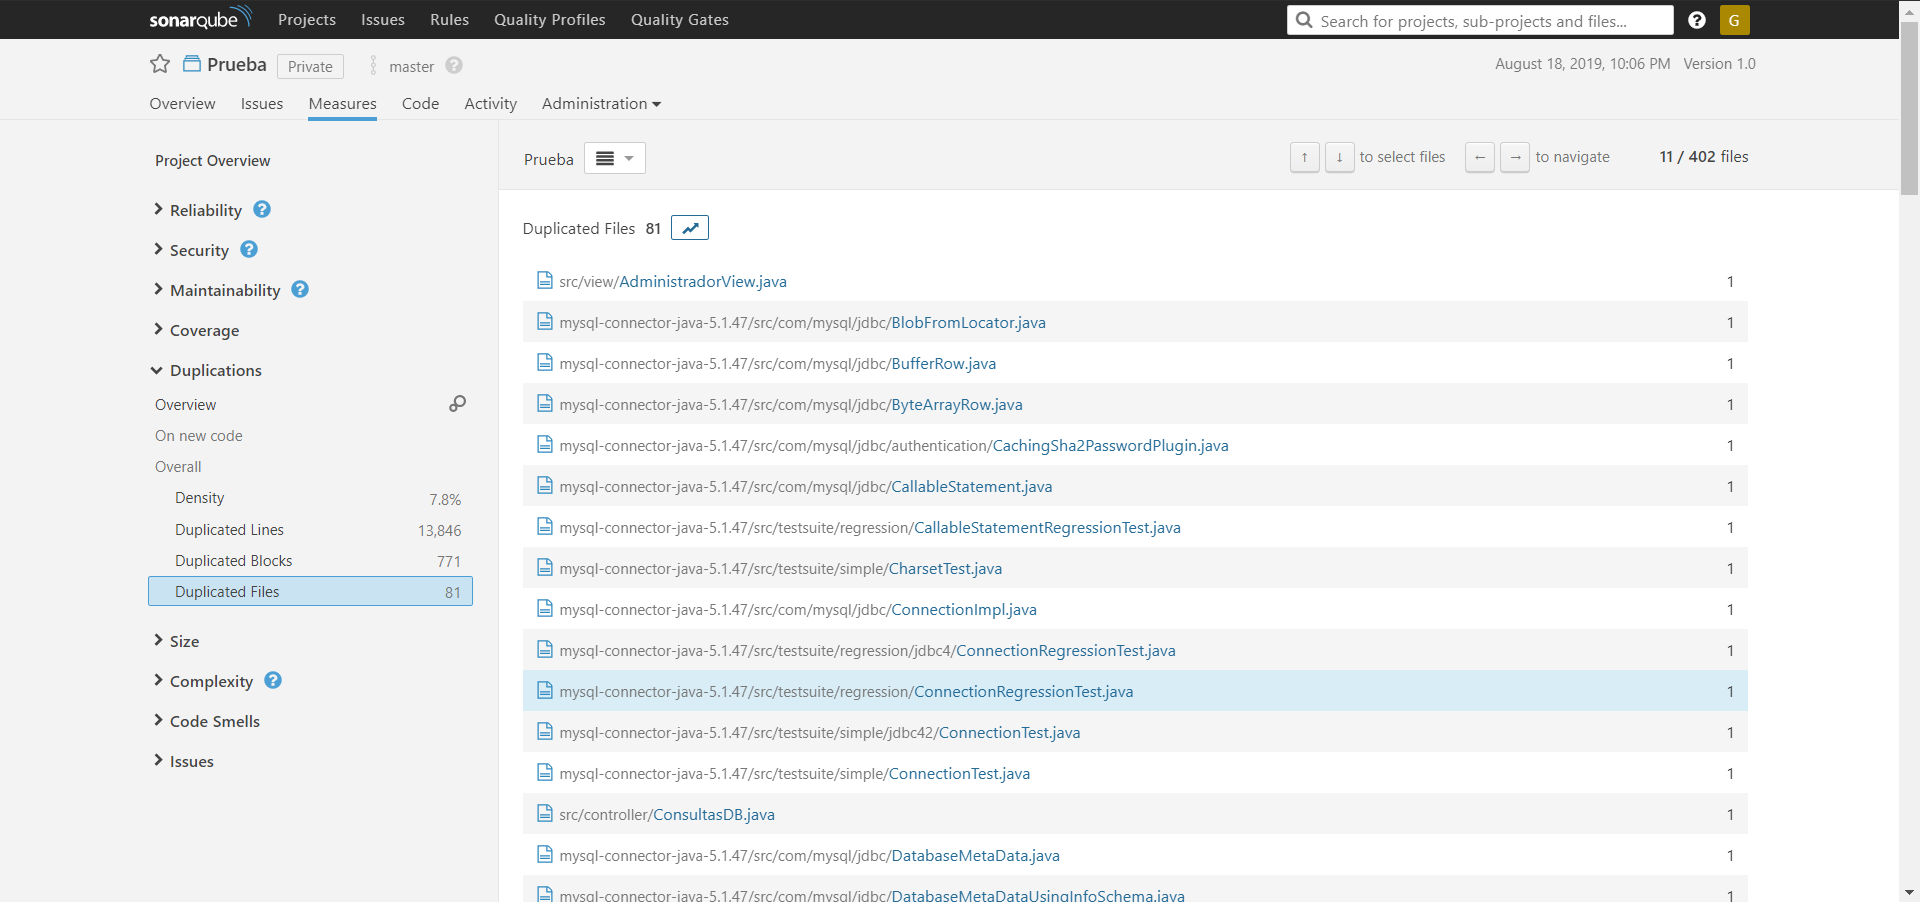 sonarqube Projects Issues Rules Quality Profiles Quality Gates Search for projects, sub-projects and files... ? G
Prueba Private master ? August 18, 2019, 10:06 PM Version 1.0
Overview Issues Measures Code Activity Administration
Project Overview
Reliability ?
Security ?
Maintainability ?
Coverage
Duplications
Overview
On new code
Overall
Density 7.8%
Duplicated Lines 13,846
Duplicated Blocks 771
Duplicated Files 81
Size
Complexity ?
Code Smells
Issues
Prueba ↑ ↓ to select files ← → to navigate 11 / 402 files
Duplicated Files 81
src/view/AdministradorView.java 1
mysql-connector-java-5.1.47/src/com/mysql/jdbc/BlobFromLocator.java 1
mysql-connector-java-5.1.47/src/com/mysql/jdbc/BufferRow.java 1
mysql-connector-java-5.1.47/src/com/mysql/jdbc/ByteArrayRow.java 1
mysql-connector-java-5.1.47/src/com/mysql/jdbc/authentication/CachingSha2PasswordPlugin.java 1
mysql-connector-java-5.1.47/src/com/mysql/jdbc/CallableStatement.java 1
mysql-connector-java-5.1.47/src/testsuite/regression/CallableStatementRegressionTest.java 1
mysql-connector-java-5.1.47/src/testsuite/simple/CharsetTest.java 1
mysql-connector-java-5.1.47/src/com/mysql/jdbc/ConnectionImpl.java 1
mysql-connector-java-5.1.47/src/testsuite/regression/jdbc4/ConnectionRegressionTest.java 1
mysql-connector-java-5.1.47/src/testsuite/regression/ConnectionRegressionTest.java 1
mysql-connector-java-5.1.47/src/testsuite/simple/jdbc42/ConnectionTest.java 1
mysql-connector-java-5.1.47/src/testsuite/simple/ConnectionTest.java 1
src/controller/ConsultasDB.java 1
mysql-connector-java-5.1.47/src/com/mysql/jdbc/DatabaseMetaData.java 1
mysql-connector-java-5.1.47/src/com/mysql/jdbc/DatabaseMetaDataUsingInfoSchema.java 1